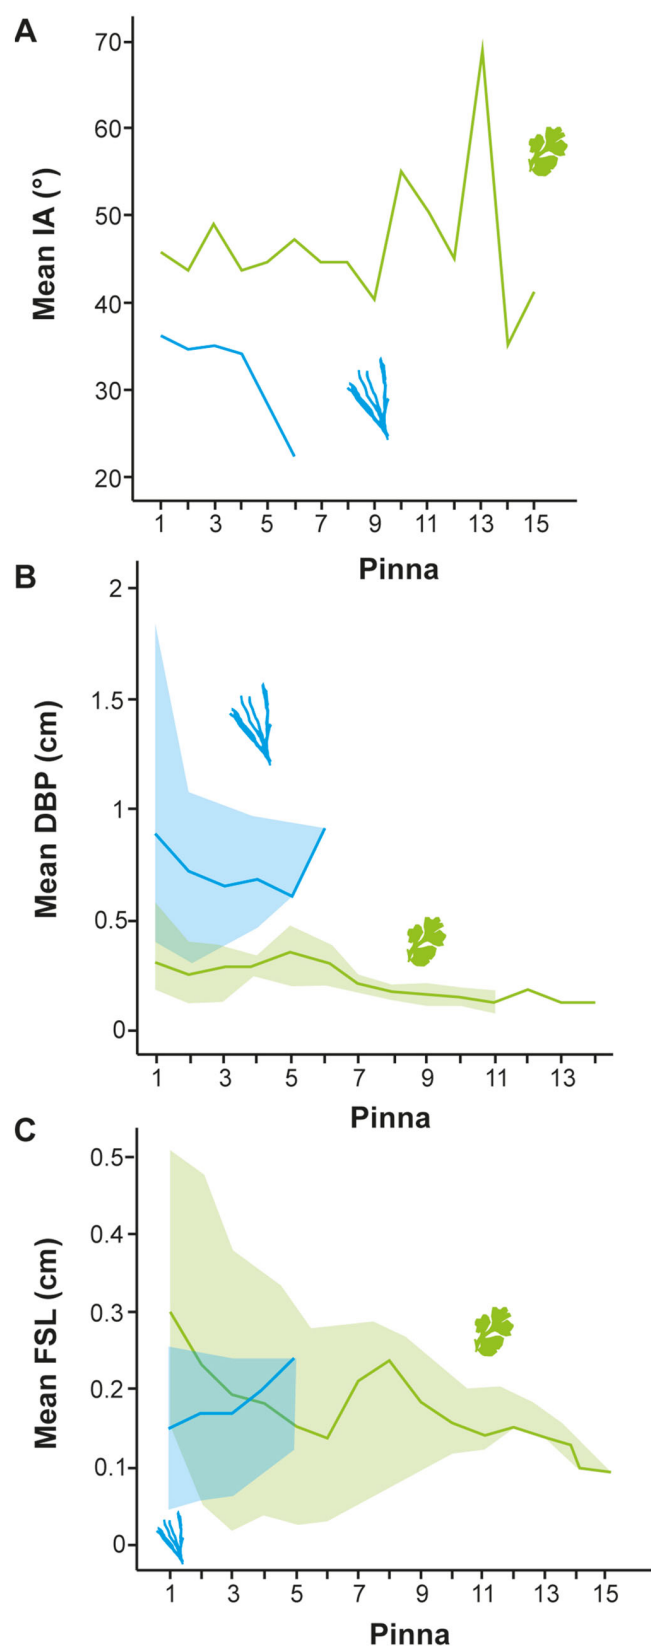 A
Mean IA (°)
70
60
50
40
30
20
1 3 5 7 9 11 13 15
Pinna
B
Mean DBP (cm)
2
1.5
1
0.5
0
1 3 5 7 9 11 13
Pinna
C
Mean FSL (cm)
0.5
0.4
0.3
0.2
0.1
0
1 3 5 7 9 11 13 15
Pinna